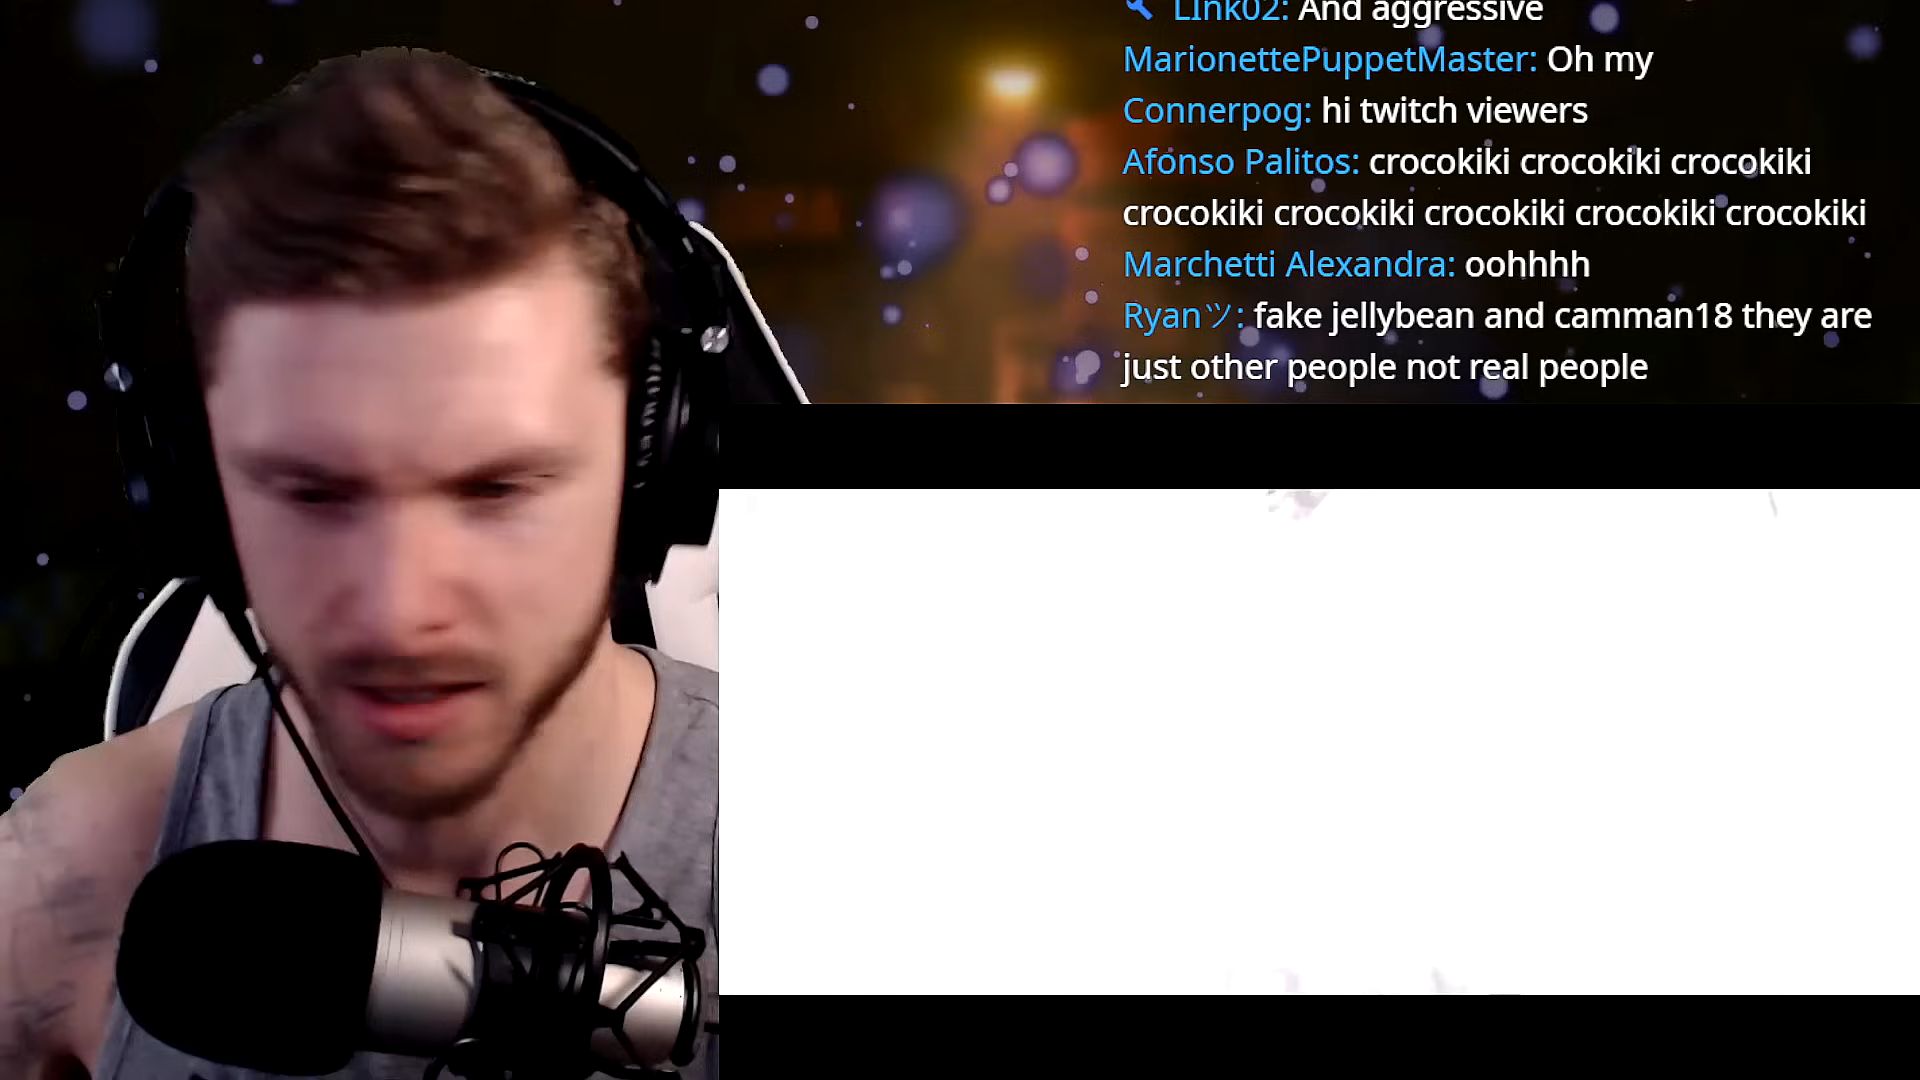 LInk02: And aggressive
MarionettePuppetMaster: Oh my
Connerpog: hi twitch viewers
Afonso Palitos: crocokiki crocokiki crocokiki
crocokiki crocokiki crocokiki crocokiki crocokiki
Marchetti Alexandra: oohhhh
Ryanツ: fake jellybean and camman18 they are
just other people not real people